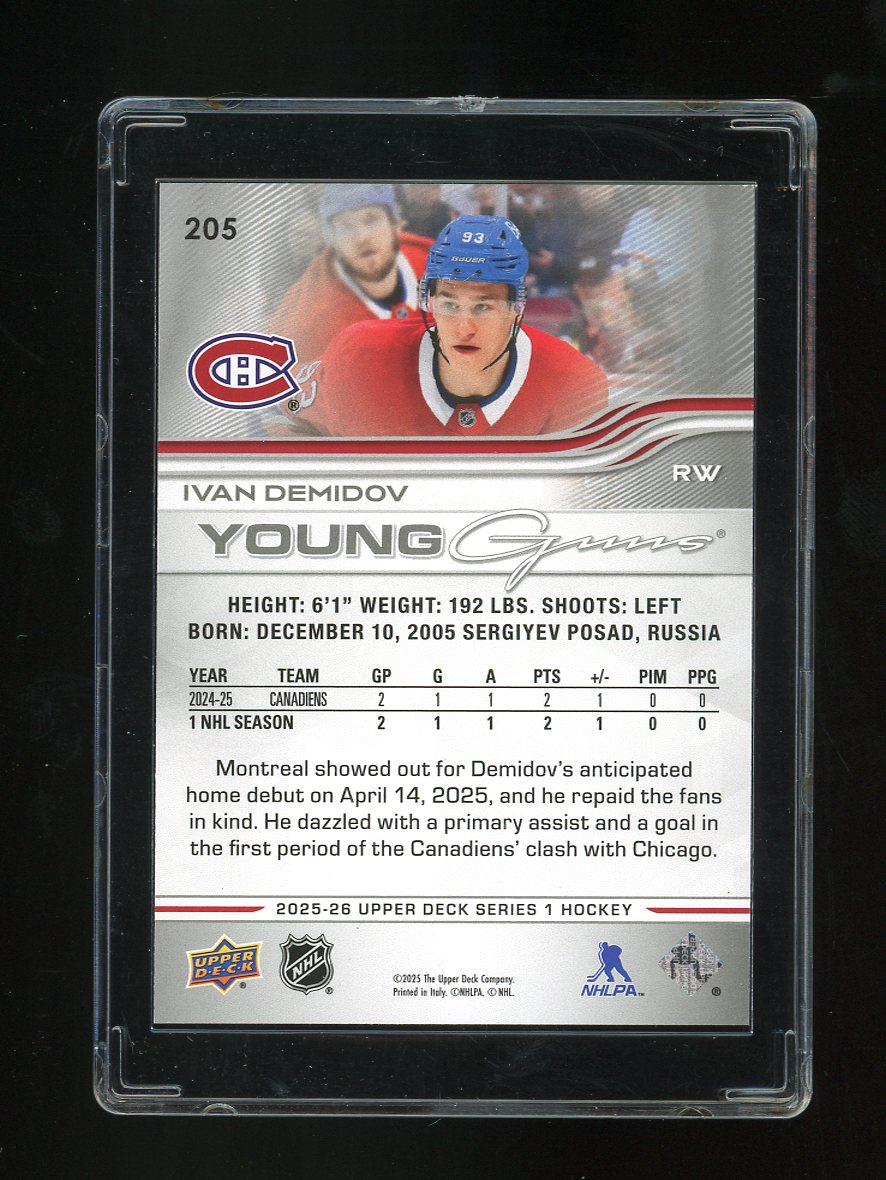 205
93
BAUER
RW
IVAN DEMIDOV
YOUNG Guns®
HEIGHT: 6'1" WEIGHT: 192 LBS. SHOOTS: LEFT
BORN: DECEMBER 10, 2005 SERGIYEV POSAD, RUSSIA
YEAR TEAM GP G A PTS +/- PIM PPG
2024-25 CANADIENS 2 1 1 2 1 0 0
1 NHL SEASON 2 1 1 2 1 0 0
Montreal showed out for Demidov's anticipated
home debut on April 14, 2025, and he repaid the fans
in kind. He dazzled with a primary assist and a goal in
the first period of the Canadiens' clash with Chicago.
2025-26 UPPER DECK SERIES 1 HOCKEY
UPPER
D·E·C·K
®
NHL
®
©2025 The Upper Deck Company.
Printed in Italy. ©NHLPA. ©NHL.
NHLPA™
®